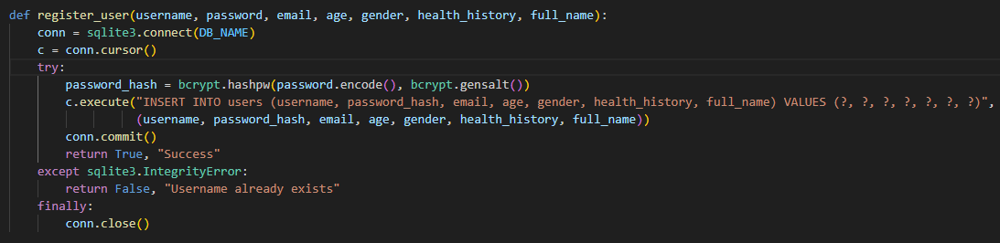 def register_user(username, password, email, age, gender, health_history, full_name):
    conn = sqlite3.connect(DB_NAME)
    c = conn.cursor()
    try:
        password_hash = bcrypt.hashpw(password.encode(), bcrypt.gensalt())
        c.execute("INSERT INTO users (username, password_hash, email, age, gender, health_history, full_name) VALUES (?, ?, ?, ?, ?, ?, ?)",
                  (username, password_hash, email, age, gender, health_history, full_name))
        conn.commit()
        return True, "Success"
    except sqlite3.IntegrityError:
        return False, "Username already exists"
    finally:
        conn.close()